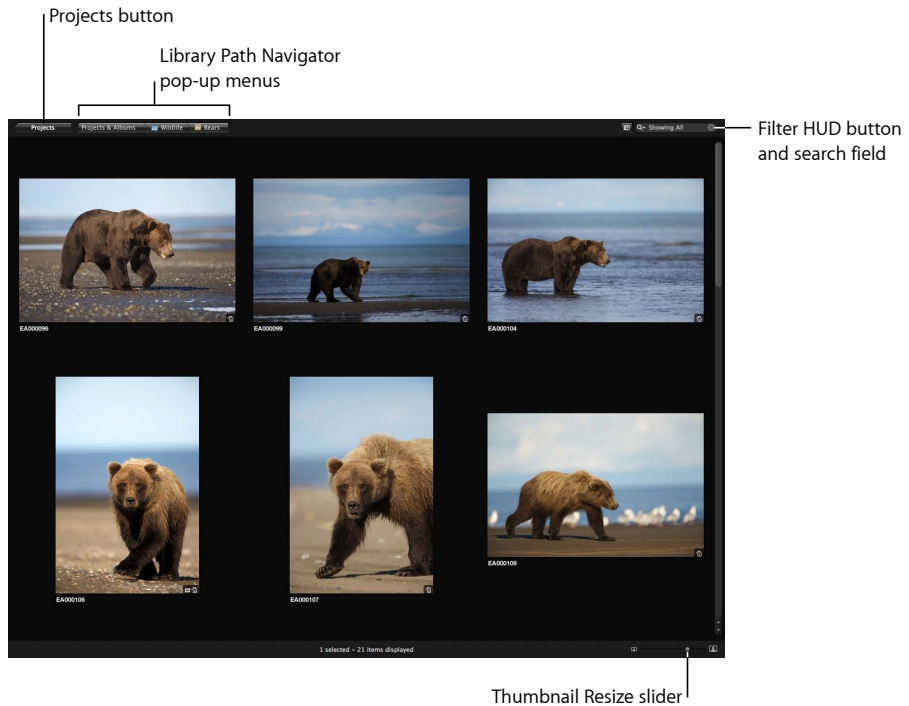 Projects button
Library Path Navigator
pop-up menus
Projects
Projects & Albums
Wildlife
Bears
Showing All
Filter HUD button
and search field
EA000096
EA000099
EA000104
EA000106
EA000107
EA000109
1 selected – 21 items displayed
Thumbnail Resize slider